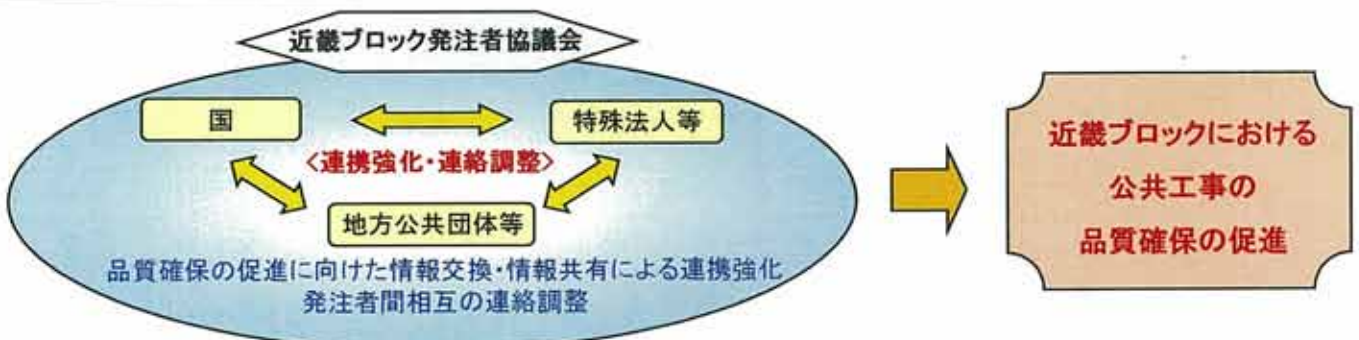 近畿ブロック発注者協議会
国
特殊法人等
<連携強化・連絡調整>
地方公共団体等
品質確保の促進に向けた情報交換・情報共有による連携強化
発注者間相互の連絡調整
近畿ブロックにおける
公共工事の
品質確保の促進